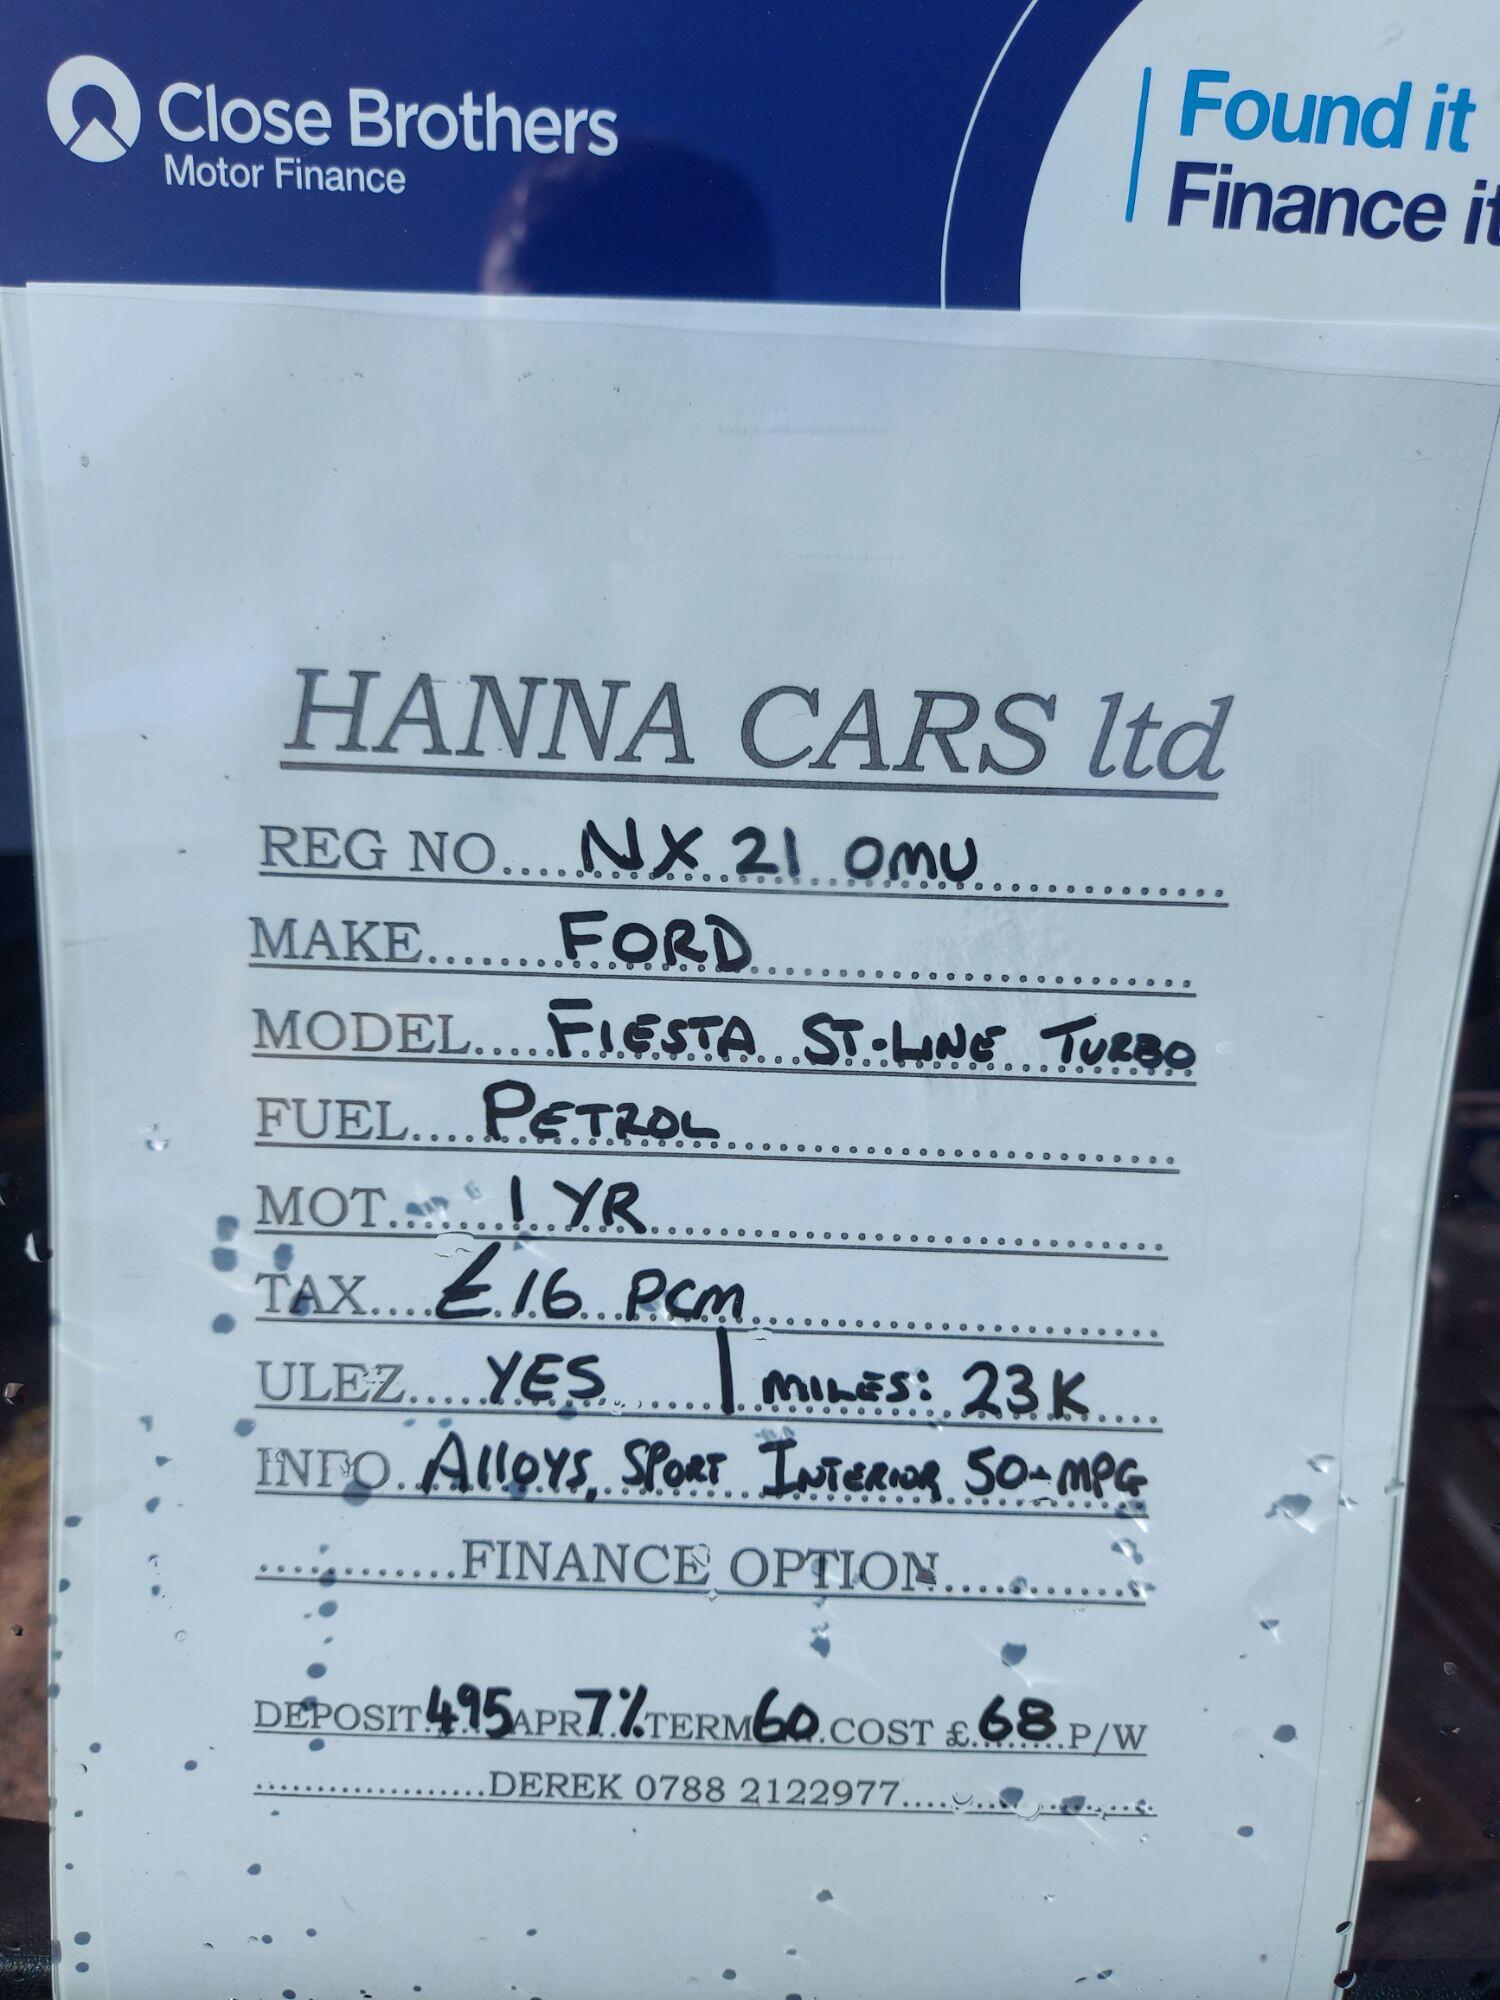 Close Brothers
Motor Finance
Found it
Finance it
HANNA CARS ltd
REG NO....NX 21 OMU
MAKE.......FORD
MODEL.....FIESTA ST-LINE TURBO
FUEL....PETROL
MOT.......1 YR
TAX....£16 PCM
ULEZ.....YES | MILES: 23K
INFO.ALLOYS, SPORT INTERIOR 50+MPG
...........FINANCE OPTION...........
DEPOSIT 495 APR 7% TERM 60 COST £ 68 P/W
..................DEREK 0788 2122977..................